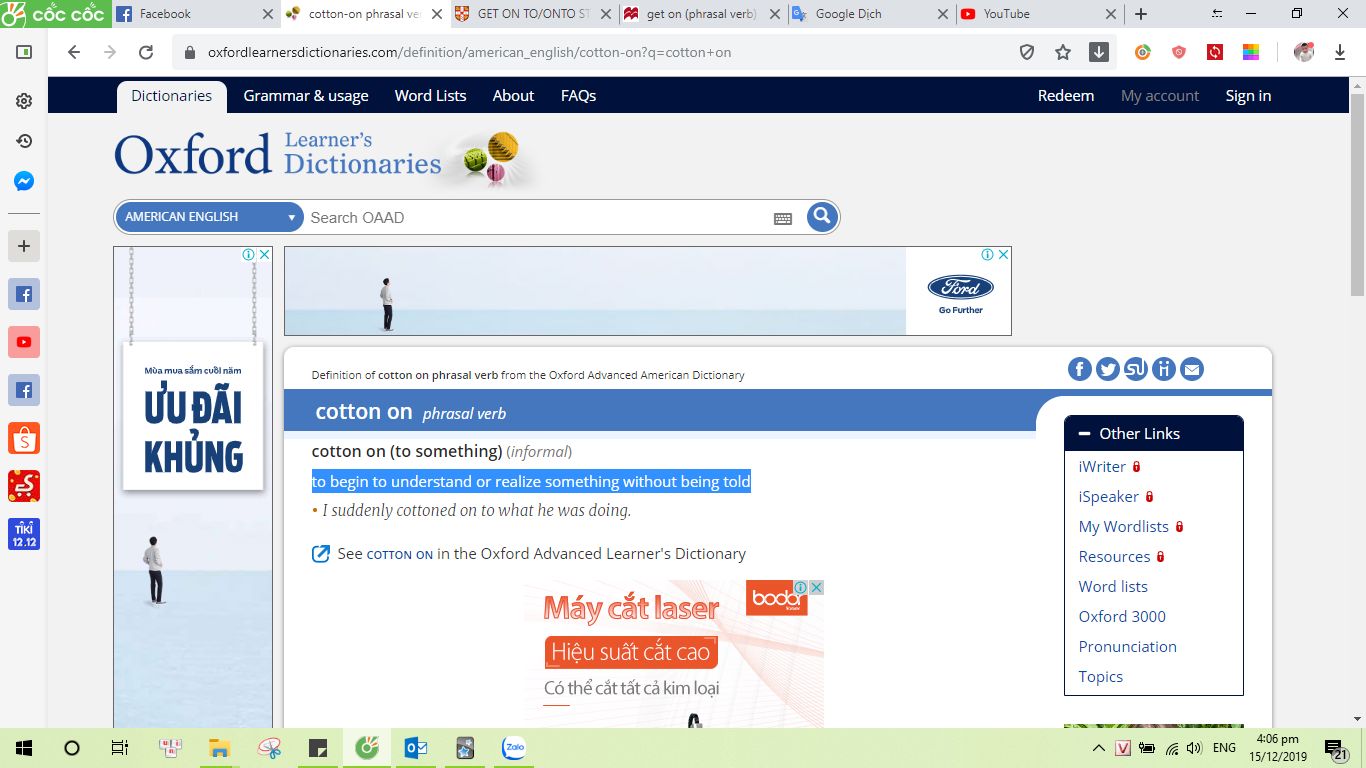 cốc cốc
Facebook
cotton-on phrasal ve
GET ON TO/ONTO ST
get on (phrasal verb)
Google Dịch
YouTube
oxfordlearnersdictionaries.com/definition/american_english/cotton-on?q=cotton+on
Dictionaries Grammar & usage Word Lists About FAQs Redeem My account Sign in
Oxford Learner's Dictionaries
AMERICAN ENGLISH
Search OAAD
Mùa mua sắm cuối năm
ƯU ĐÃI
KHỦNG
Ford
Go Further
Definition of cotton on phrasal verb from the Oxford Advanced American Dictionary
cotton on phrasal verb
cotton on (to something) (informal)
to begin to understand or realize something without being told
• I suddenly cottoned on to what he was doing.
See COTTON ON in the Oxford Advanced Learner's Dictionary
Other Links
iWriter
iSpeaker
My Wordlists
Resources
Word lists
Oxford 3000
Pronunciation
Topics
Máy cắt laser
Hiệu suất cắt cao
Có thể cắt tất cả kim loại
TIKI
12.12
Zalo
ENG
4:06 pm
15/12/2019
21